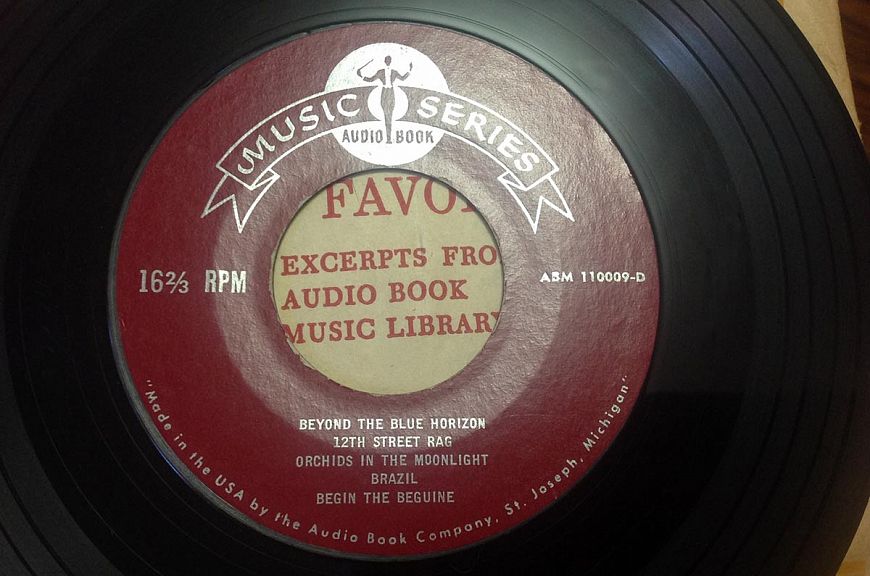 MUSIC SERIES
AUDIO BOOK
FAVO
EXCERPTS FRO
AUDIO BOOK
MUSIC LIBRARY
16⅔ RPM
ABM 110009-D
BEYOND THE BLUE HORIZON
12TH STREET RAG
ORCHIDS IN THE MOONLIGHT
BRAZIL
BEGIN THE BEGUINE
"Made in the USA by the Audio Book Company, St. Joseph, Michigan"